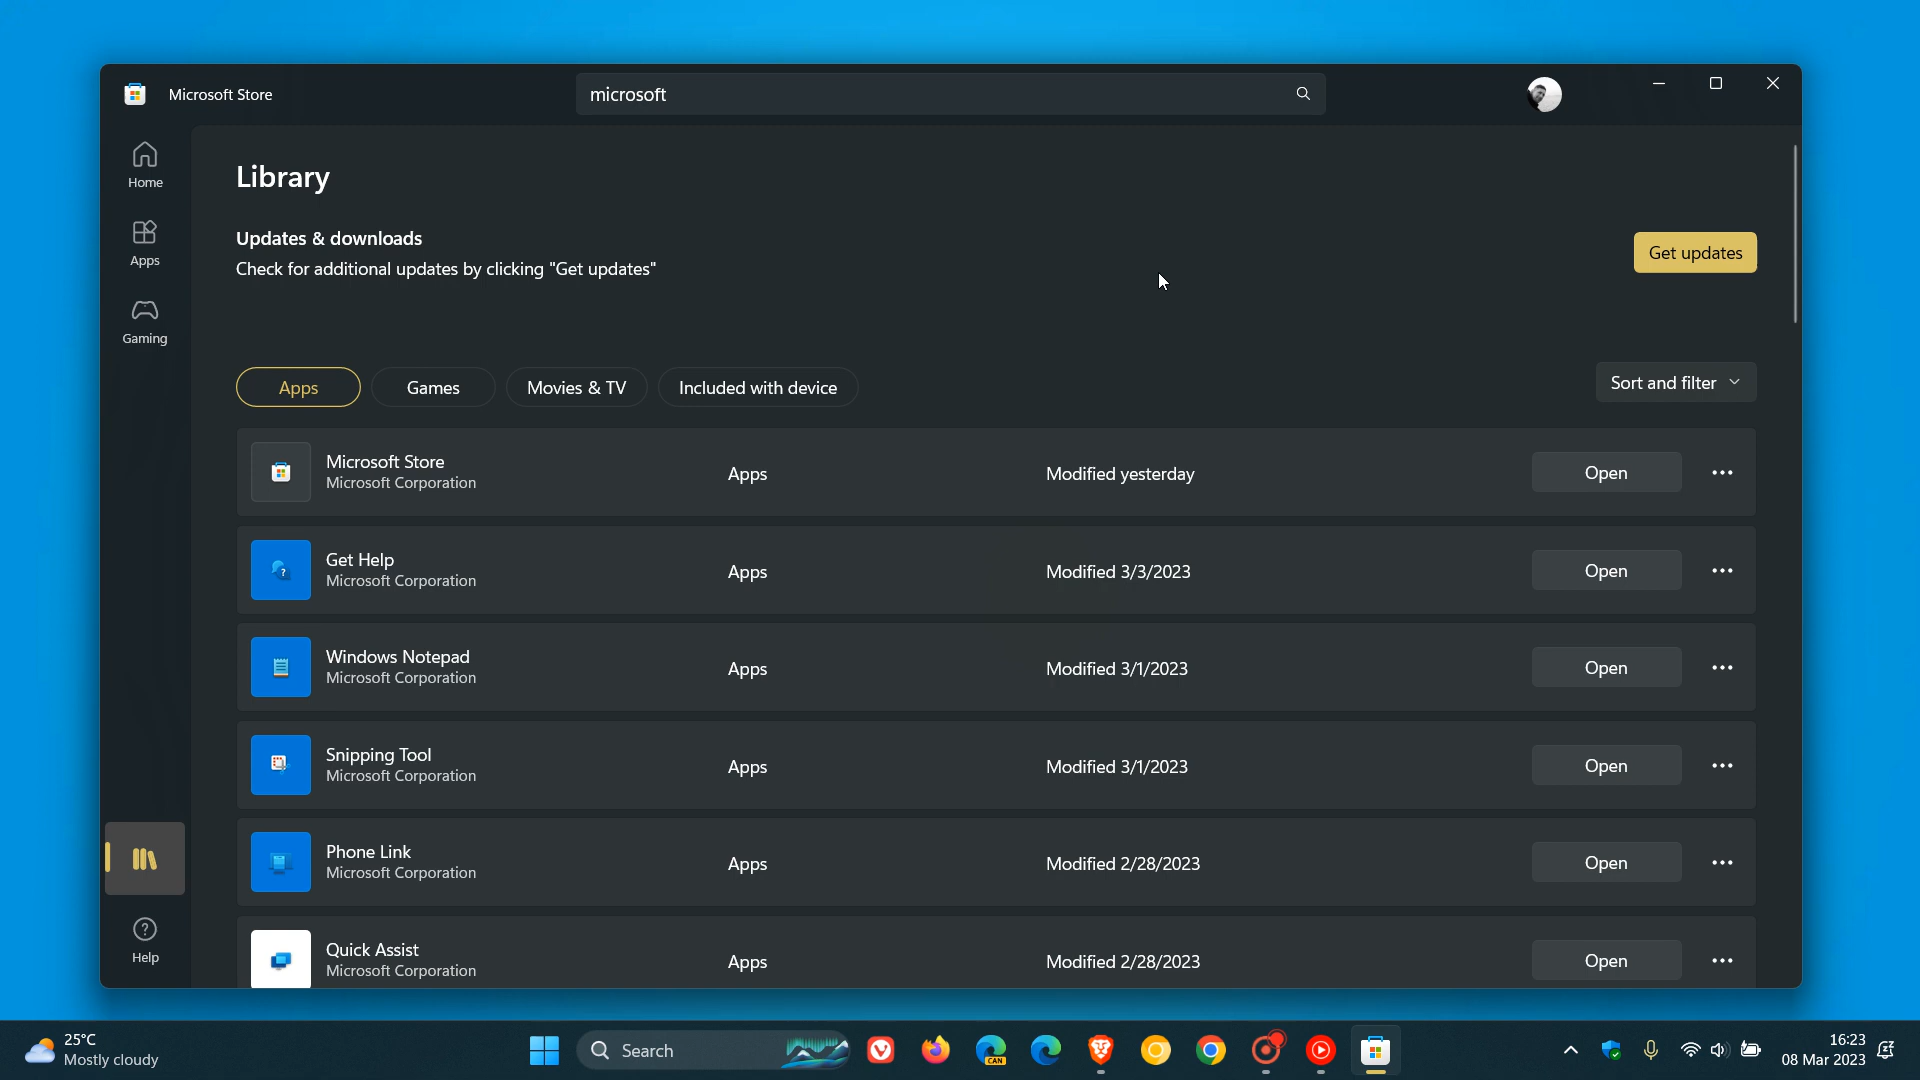 Microsoft Store
microsoft
Home
Apps
Gaming
Help
Library
Updates & downloads
Check for additional updates by clicking "Get updates"
Get updates
Apps
Games
Movies & TV
Included with device
Sort and filter
Microsoft Store
Microsoft Corporation
Apps
Modified yesterday
Open
Get Help
Microsoft Corporation
Apps
Modified 3/3/2023
Open
Windows Notepad
Microsoft Corporation
Apps
Modified 3/1/2023
Open
Snipping Tool
Microsoft Corporation
Apps
Modified 3/1/2023
Open
Phone Link
Microsoft Corporation
Apps
Modified 2/28/2023
Open
Quick Assist
Microsoft Corporation
Apps
Modified 2/28/2023
Open
25°C
Mostly cloudy
Search
CAN
16:23
08 Mar 2023